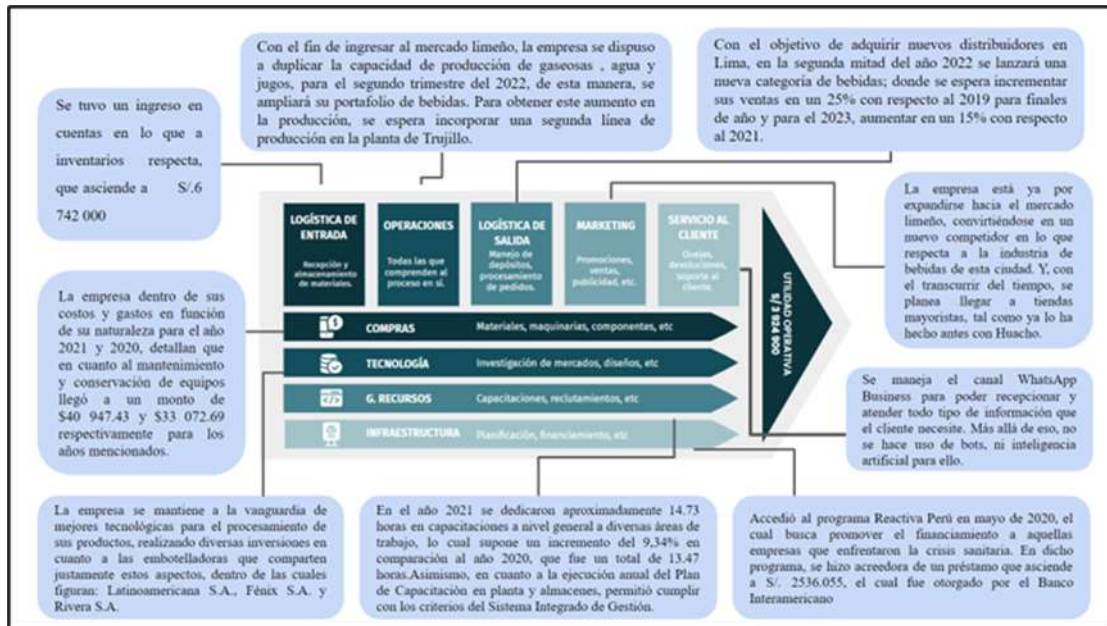 Con el fin de ingresar al mercado limeño, la empresa se dispuso
a duplicar la capacidad de producción de gaseosas , agua y
jugos, para el segundo trimestre del 2022, de esta manera, se
ampliará su portafolio de bebidas. Para obtener este aumento en
la producción, se espera incorporar una segunda línea de
producción en la planta de Trujillo.
Con el objetivo de adquirir nuevos distribuidores en
Lima, en la segunda mitad del año 2022 se lanzará una
nueva categoría de bebidas; donde se espera incrementar
sus ventas en un 25% con respecto al 2019 para finales
de año y para el 2023, aumentar en un 15% con respecto
al 2021.
Se tuvo un ingreso en
cuentas en lo que a
inventarios respecta,
que asciende a S/.6
742 000
LOGÍSTICA DE
ENTRADA
Recepción y
almacenamiento
de materiales.
OPERACIONES
Todas las que
comprenden al
proceso en sí.
LOGÍSTICA DE
SALIDA
Manejo de
depósitos,
procesamiento
de pedidos.
MARKETING
Promociones,
ventas,
publicidad, etc.
SERVICIO AL
CLIENTE
Quejas,
devoluciones,
soporte al
cliente.
UTILIDAD OPERATIVA
S/ 3 924 900
La empresa está ya por
expandirse hacia el mercado
limeño, convirtiéndose en un
nuevo competidor en lo que
respecta a la industria de
bebidas de esta ciudad. Y, con
el transcurrir del tiempo, se
planea llegar a tiendas
mayoristas, tal como ya lo ha
hecho antes con Huacho.
La empresa dentro de sus
costos y gastos en función
de su naturaleza para el año
2021 y 2020, detallan que
en cuanto al mantenimiento
y conservación de equipos
llegó a un monto de
$40 947.43 y $33 072.69
respectivamente para los
años mencionados.
COMPRAS Materiales, maquinarias, componentes, etc
TECNOLOGÍA Investigación de mercados, diseños, etc
G. RECURSOS Capacitaciones, reclutamientos, etc
INFRAESTRUCTURA Planificación, financiamiento, etc
Se maneja el canal WhatsApp
Business para poder recepcionar y
atender todo tipo de información que
el cliente necesite. Más allá de eso, no
se hace uso de bots, ni inteligencia
artificial para ello.
La empresa se mantiene a la vanguardia de
mejores tecnológicas para el procesamiento de
sus productos, realizando diversas inversiones en
cuanto a las embotelladoras que comparten
justamente estos aspectos, dentro de las cuales
figuran: Latinoamericana S.A., Fénix S.A. y
Rivera S.A.
En el año 2021 se dedicaron aproximadamente 14.73
horas en capacitaciones a nivel general a diversas áreas de
trabajo, lo cual supone un incremento del 9,34% en
comparación al año 2020, que fue un total de 13.47
horas.Asimismo, en cuanto a la ejecución anual del Plan
de Capacitación en planta y almacenes, permitió cumplir
con los criterios del Sistema Integrado de Gestión.
Accedió al programa Reactiva Perú en mayo de 2020, el
cual busca promover el financiamiento a aquellas
empresas que enfrentaron la crisis sanitaria. En dicho
programa, se hizo acreedora de un préstamo que asciende
a S/. 2536.055, el cual fue otorgado por el Banco
Interamericano